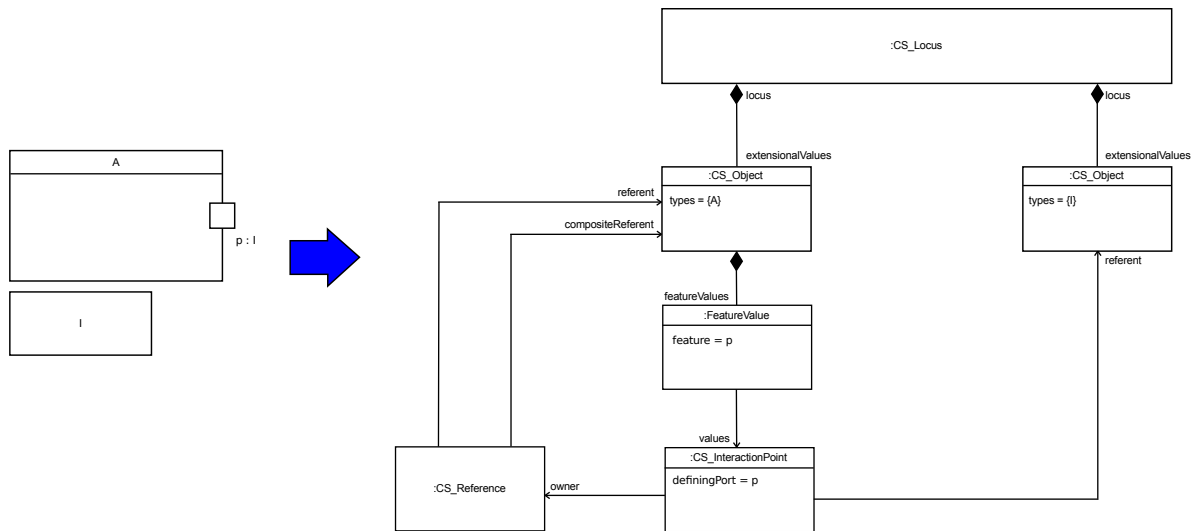 :CS_Locus
locus
locus
A
p : I
I
extensionalValues
extensionalValues
:CS_Object
types = {A}
:CS_Object
types = {I}
referent
compositeReferent
referent
featureValues
:FeatureValue
feature = p
values
:CS_InteractionPoint
definingPort = p
owner
:CS_Reference